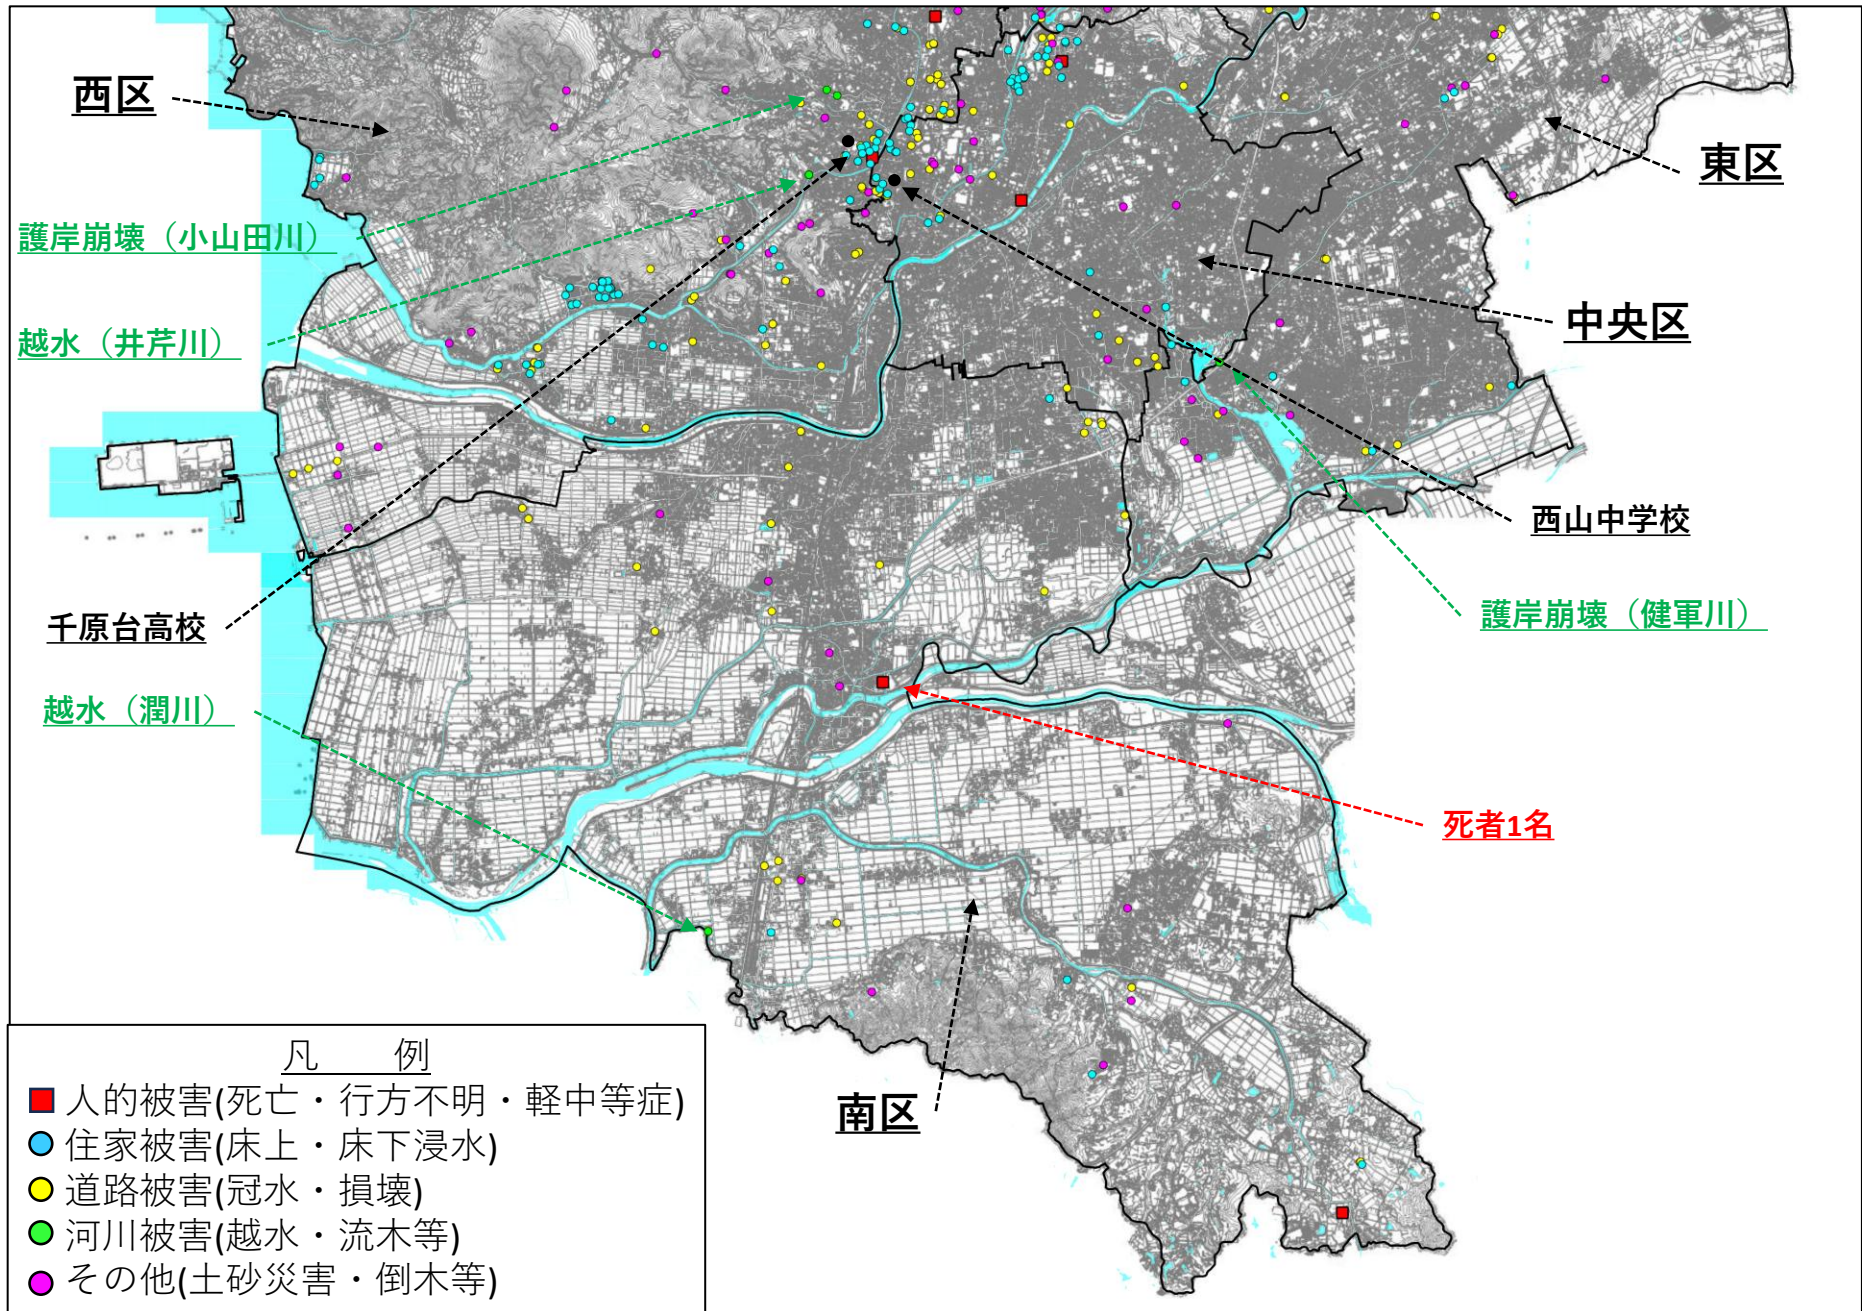 西区
東区
護岸崩壊（小山田川）
中央区
越水（井芹川）
西山中学校
千原台高校
護岸崩壊（健軍川）
越水（潤川）
死者1名
南区
凡　例
人的被害(死亡・行方不明・軽中等症)
住家被害(床上・床下浸水)
道路被害(冠水・損壊)
河川被害(越水・流木等)
その他(土砂災害・倒木等)